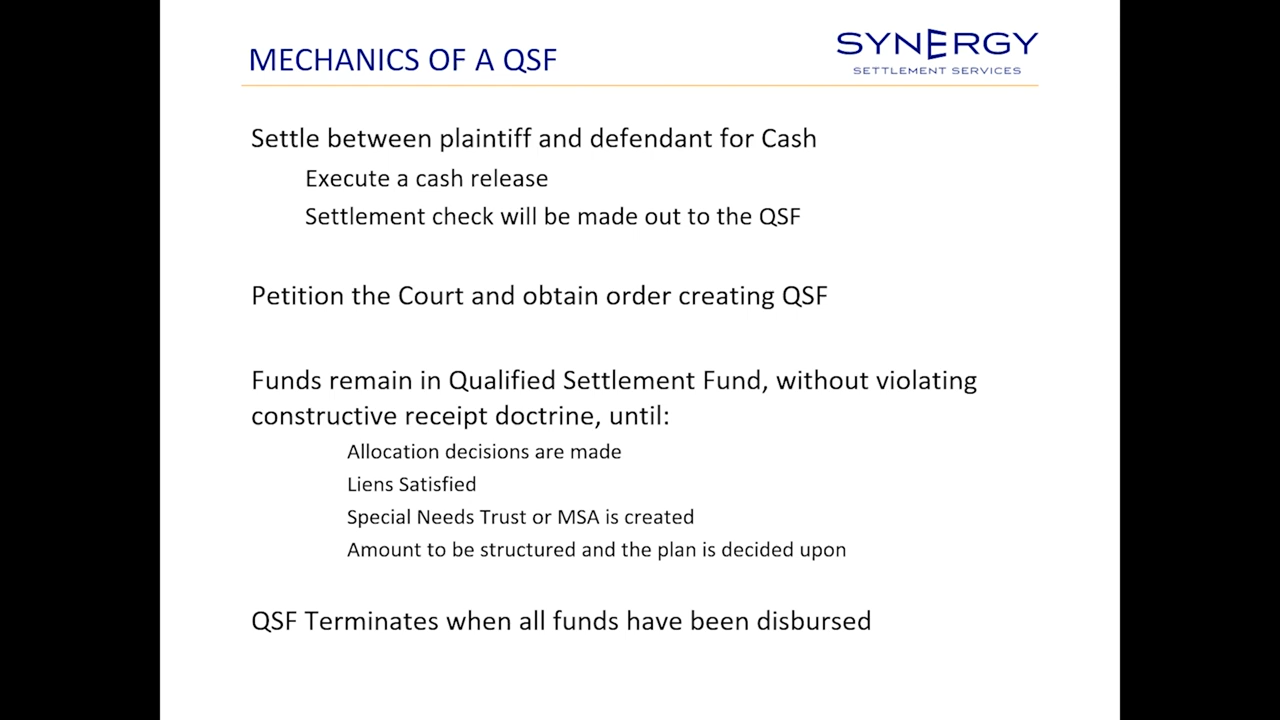 MECHANICS OF A QSF
SYNERGY
SETTLEMENT SERVICES
Settle between plaintiff and defendant for Cash
Execute a cash release
Settlement check will be made out to the QSF
Petition the Court and obtain order creating QSF
Funds remain in Qualified Settlement Fund, without violating
constructive receipt doctrine, until:
Allocation decisions are made
Liens Satisfied
Special Needs Trust or MSA is created
Amount to be structured and the plan is decided upon
QSF Terminates when all funds have been disbursed